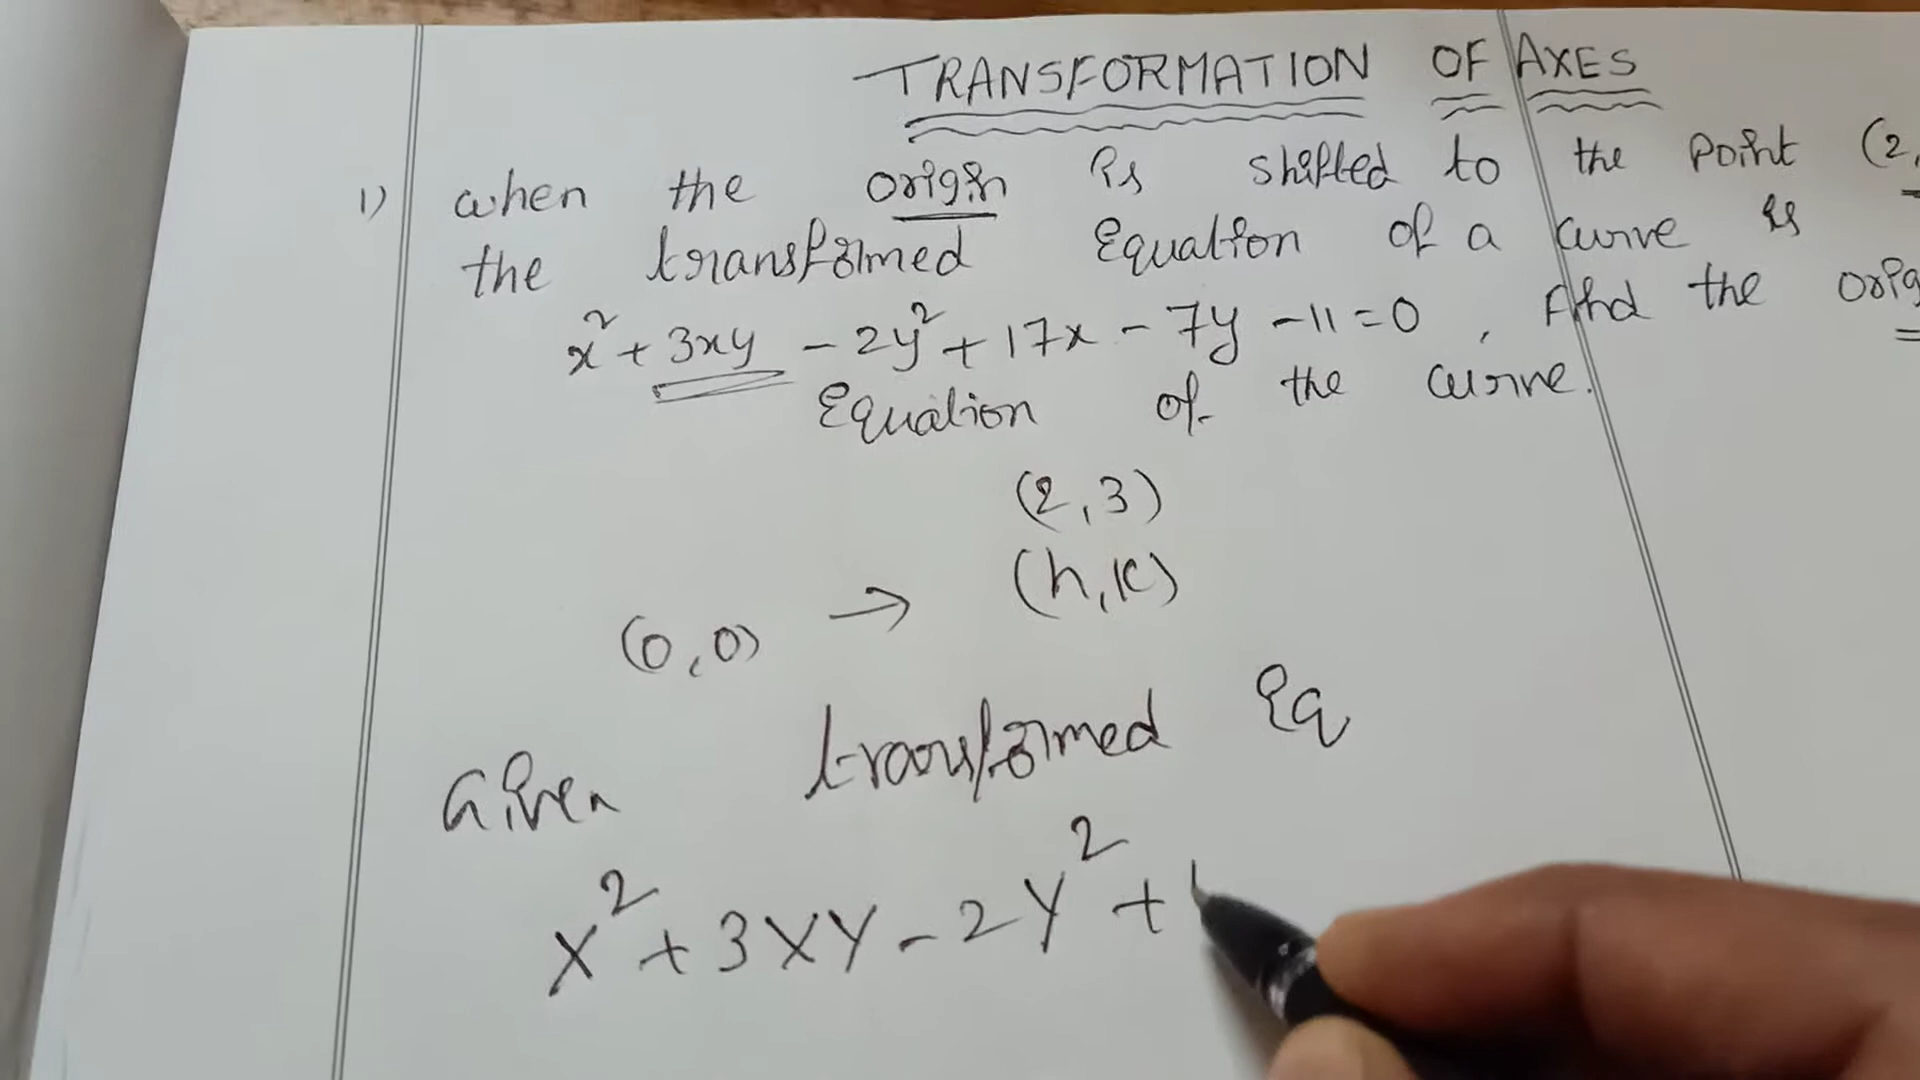 TRANSFORMATION OF AXES
1) when the origin is shifted to the point (2,
the transformed Equation of a curve is
x² + 3xy - 2y² + 17x - 7y - 11 = 0, Find the orig
Equation of the curve.
(2,3)
(0,0) → (h,k)
Given transformed Eq
X² + 3XY - 2Y² + 1